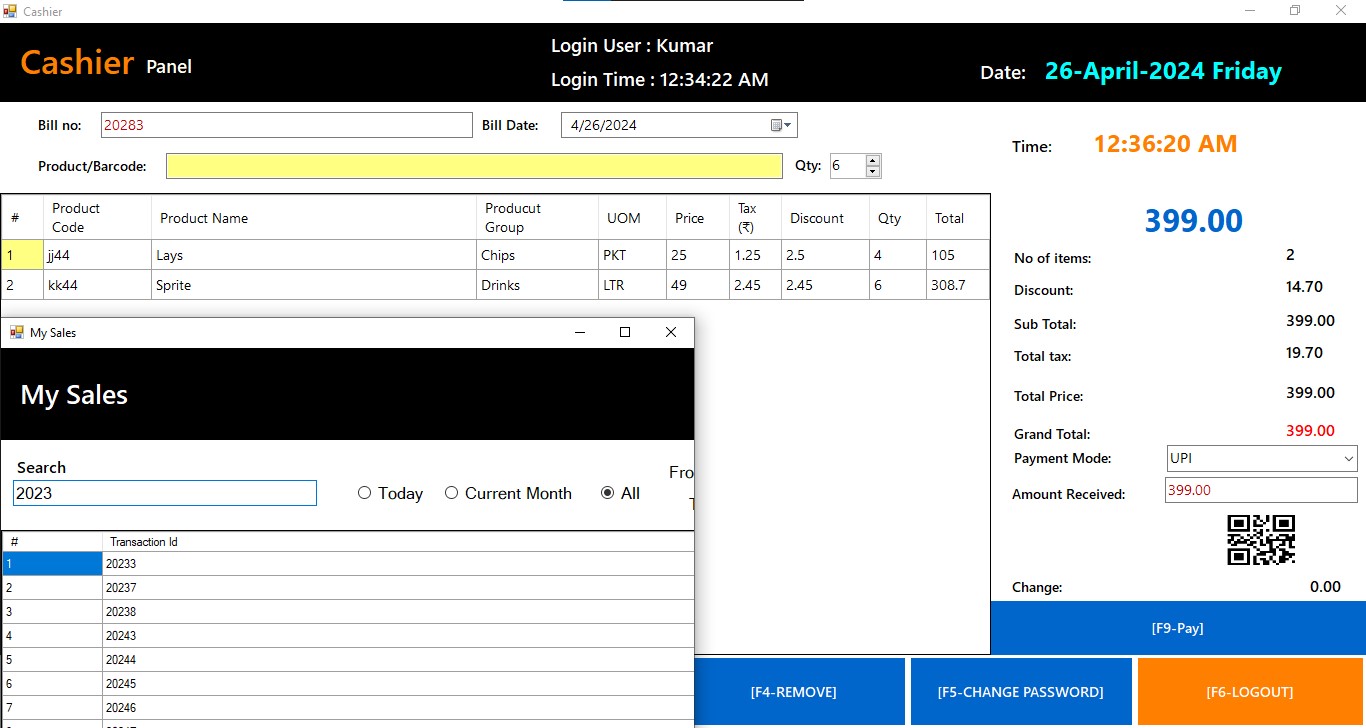 Cashier
Cashier Panel
Login User : Kumar
Login Time : 12:34:22 AM
Date: 26-April-2024 Friday
Bill no: 20283 Bill Date: 4/26/2024
Product/Barcode: Qty: 6
Time: 12:36:20 AM
# Product Code Product Name Producut Group UOM Price Tax (₹) Discount Qty Total
1 jj44 Lays Chips PKT 25 1.25 2.5 4 105
2 kk44 Sprite Drinks LTR 49 2.45 2.45 6 308.7
399.00
No of items: 2
Discount: 14.70
Sub Total: 399.00
Total tax: 19.70
Total Price: 399.00
Grand Total: 399.00
Payment Mode: UPI
Amount Received: 399.00
Change: 0.00
[F9-Pay]
My Sales
My Sales
Search
2023
Today Current Month All
Fro
# Transaction Id
1 20233
2 20237
3 20238
4 20243
5 20244
6 20245
7 20246
[F4-REMOVE] [F5-CHANGE PASSWORD] [F6-LOGOUT]